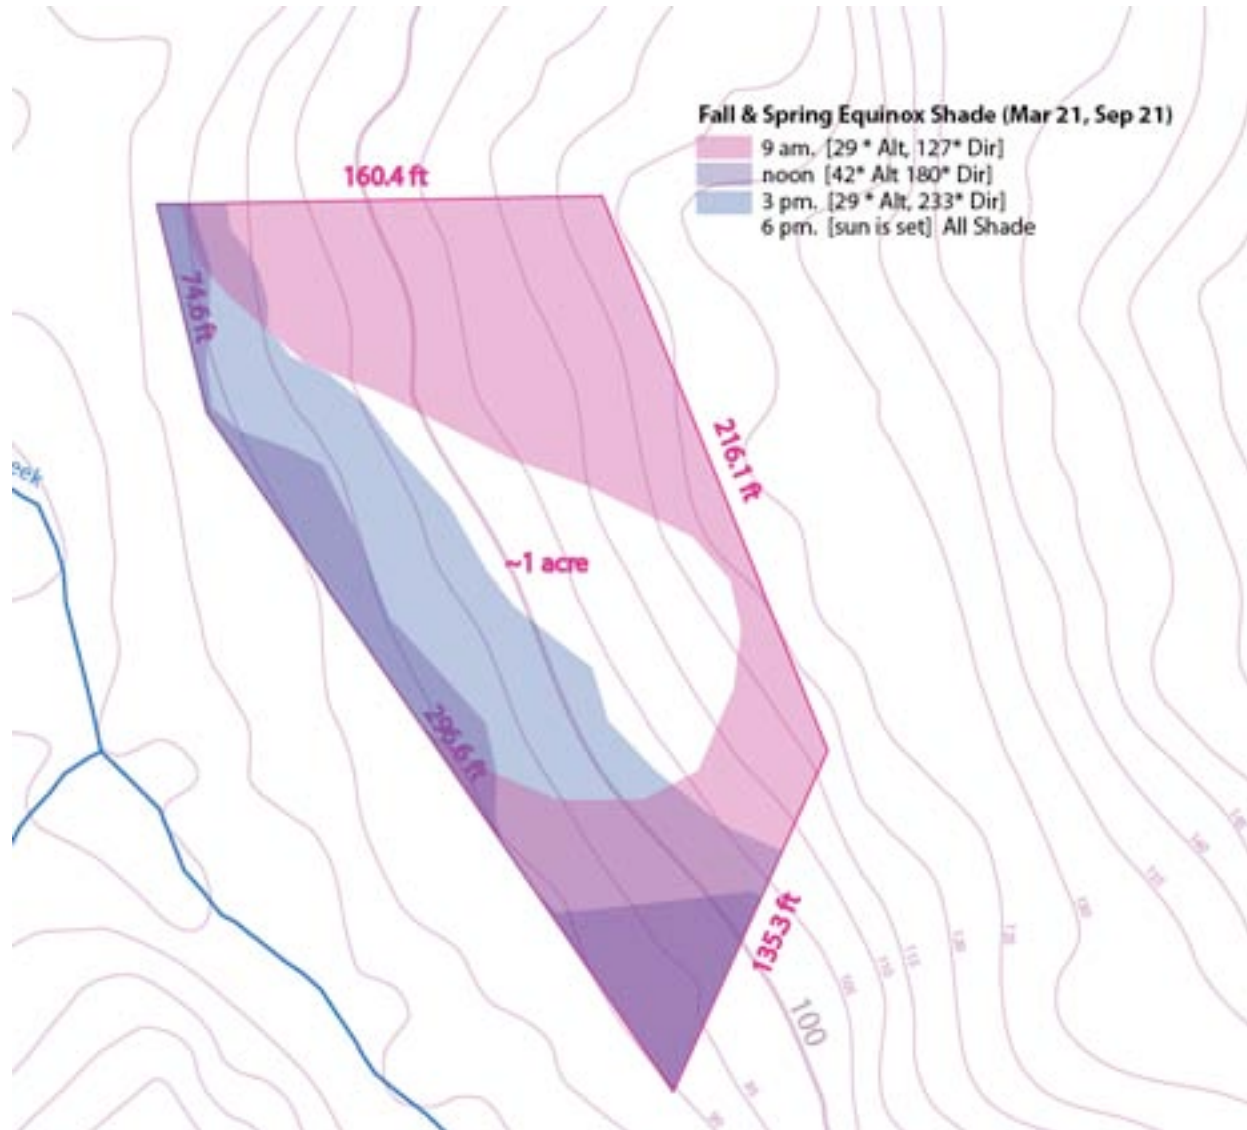 Fall & Spring Equinox Shade (Mar 21, Sep 21)
9 am. [29 * Alt, 127* Dir]
noon [42* Alt 180* Dir]
3 pm. [29 * Alt, 233* Dir]
6 pm. [sun is set] All Shade
160.4 ft
74.6 ft
216.1 ft
eek
~1 acre
296.6 ft
135.3 ft
100